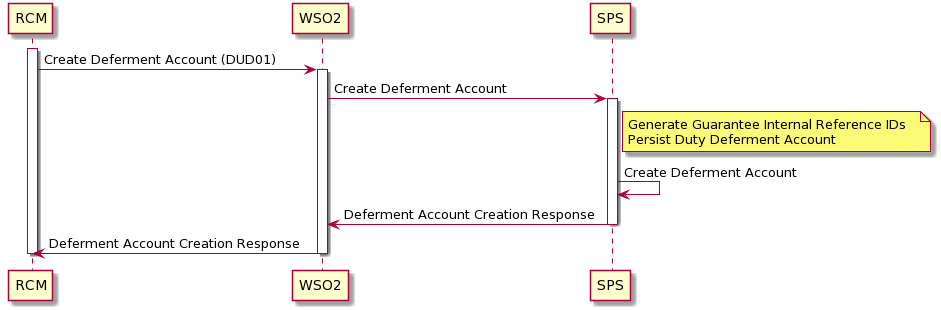 RCM
WSO2
SPS
Create Deferment Account (DUD01)
Create Deferment Account
Generate Guarantee Internal Reference IDs
Persist Duty Deferment Account
Create Deferment Account
Deferment Account Creation Response
Deferment Account Creation Response
RCM
WSO2
SPS